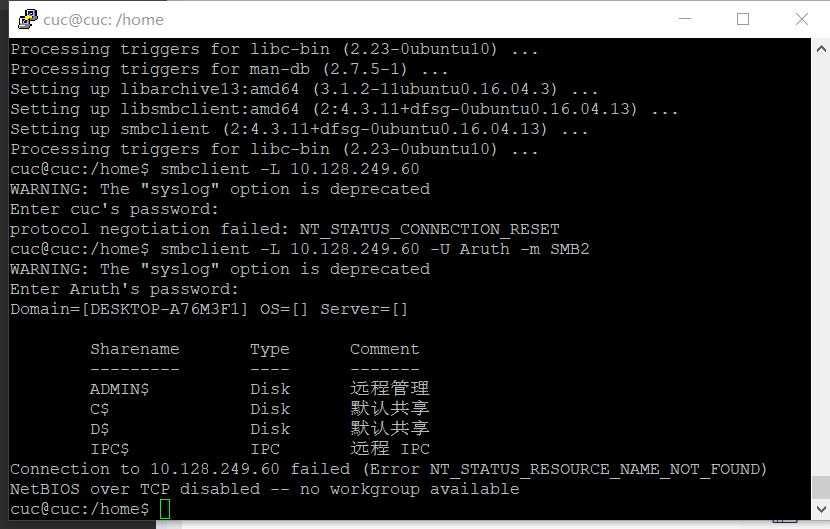 cuc@cuc: /home
Processing triggers for libc-bin (2.23-0ubuntu10) ...
Processing triggers for man-db (2.7.5-1) ...
Setting up libarchive13:amd64 (3.1.2-11ubuntu0.16.04.3) ...
Setting up libsmbclient:amd64 (2:4.3.11+dfsg-0ubuntu0.16.04.13) ...
Setting up smbclient (2:4.3.11+dfsg-0ubuntu0.16.04.13) ...
Processing triggers for libc-bin (2.23-0ubuntu10) ...
cuc@cuc:/home$ smbclient -L 10.128.249.60
WARNING: The "syslog" option is deprecated
Enter cuc's password:
protocol negotiation failed: NT_STATUS_CONNECTION_RESET
cuc@cuc:/home$ smbclient -L 10.128.249.60 -U Aruth -m SMB2
WARNING: The "syslog" option is deprecated
Enter Aruth's password:
Domain=[DESKTOP-A76M3F1] OS=[] Server=[]
Sharename Type Comment
--------- ---- -------
ADMIN$ Disk 远程管理
C$ Disk 默认共享
D$ Disk 默认共享
IPC$ IPC 远程 IPC
Connection to 10.128.249.60 failed (Error NT_STATUS_RESOURCE_NAME_NOT_FOUND)
NetBIOS over TCP disabled -- no workgroup available
cuc@cuc:/home$